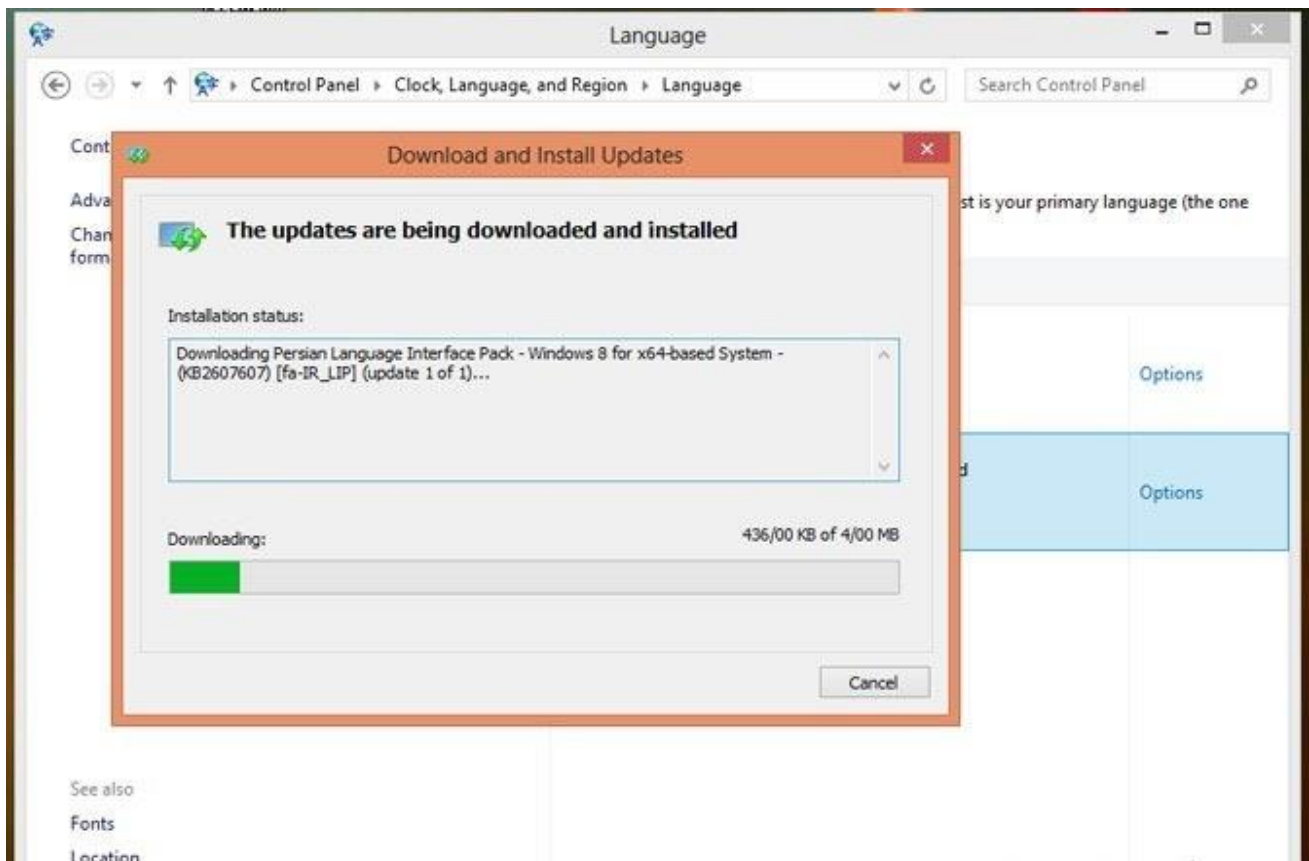 Language
Control Panel Clock, Language, and Region Language
Search Control Panel
Cont
Download and Install Updates
Adva
st is your primary language (the one
Chan
form
The updates are being downloaded and installed
Installation status:
Downloading Persian Language Interface Pack - Windows 8 for x64-based System -
(KB2607607) [fa-IR_LIP] (update 1 of 1)...
Options
d
Options
Downloading:
436/00 KB of 4/00 MB
Cancel
See also
Fonts
Location